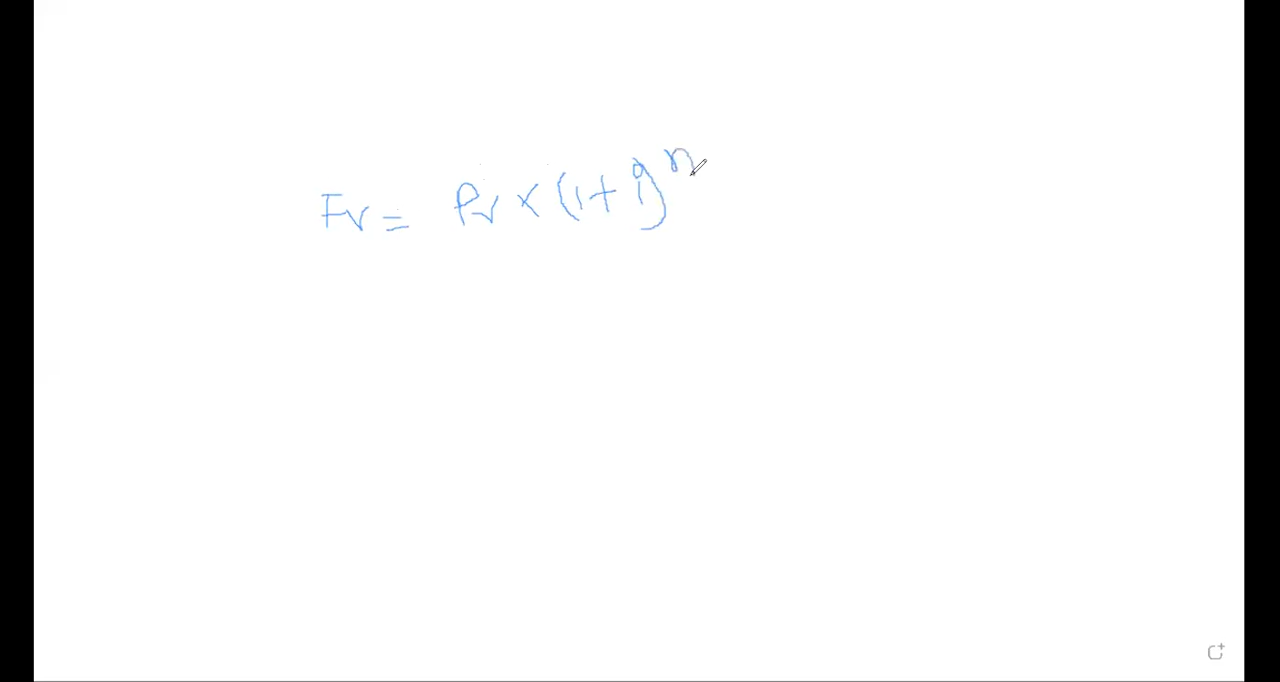 Fv = Pv × (1 + i)^n